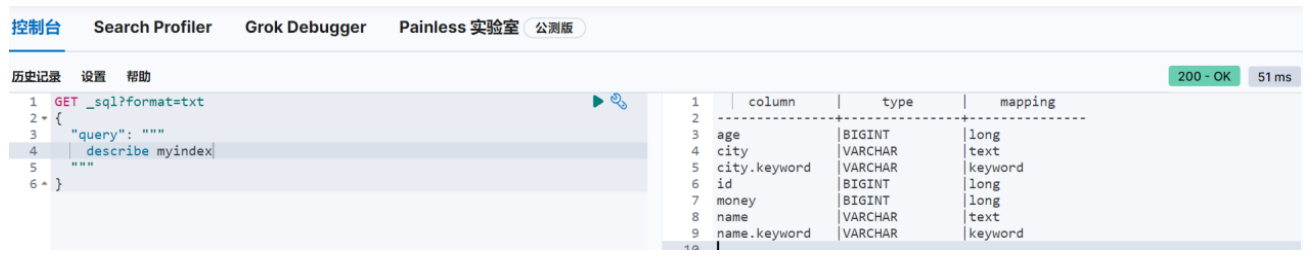 控制台 Search Profiler Grok Debugger Painless 实验室 公测版
历史记录 设置 帮助 200 - OK 51 ms
1 GET _sql?format=txt
2 {
3 "query": """
4 describe myindex
5 """
6 }
1 column | type | mapping
2 ---------------+---------------+---------------
3 age |BIGINT |long
4 city |VARCHAR |text
5 city.keyword |VARCHAR |keyword
6 id |BIGINT |long
7 money |BIGINT |long
8 name |VARCHAR |text
9 name.keyword |VARCHAR |keyword
10